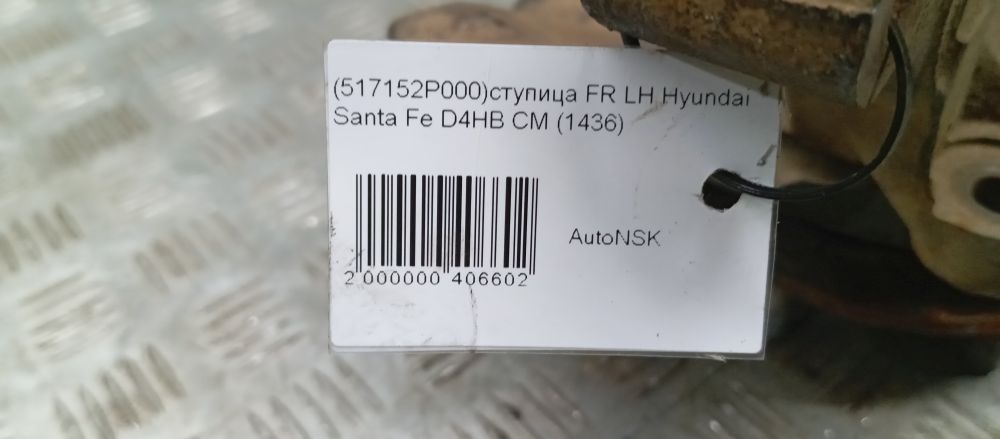 (517152P000)ступица FR LH Hyundai
Santa Fe D4HB CM (1436)
AutoNSK
2 000000 406602